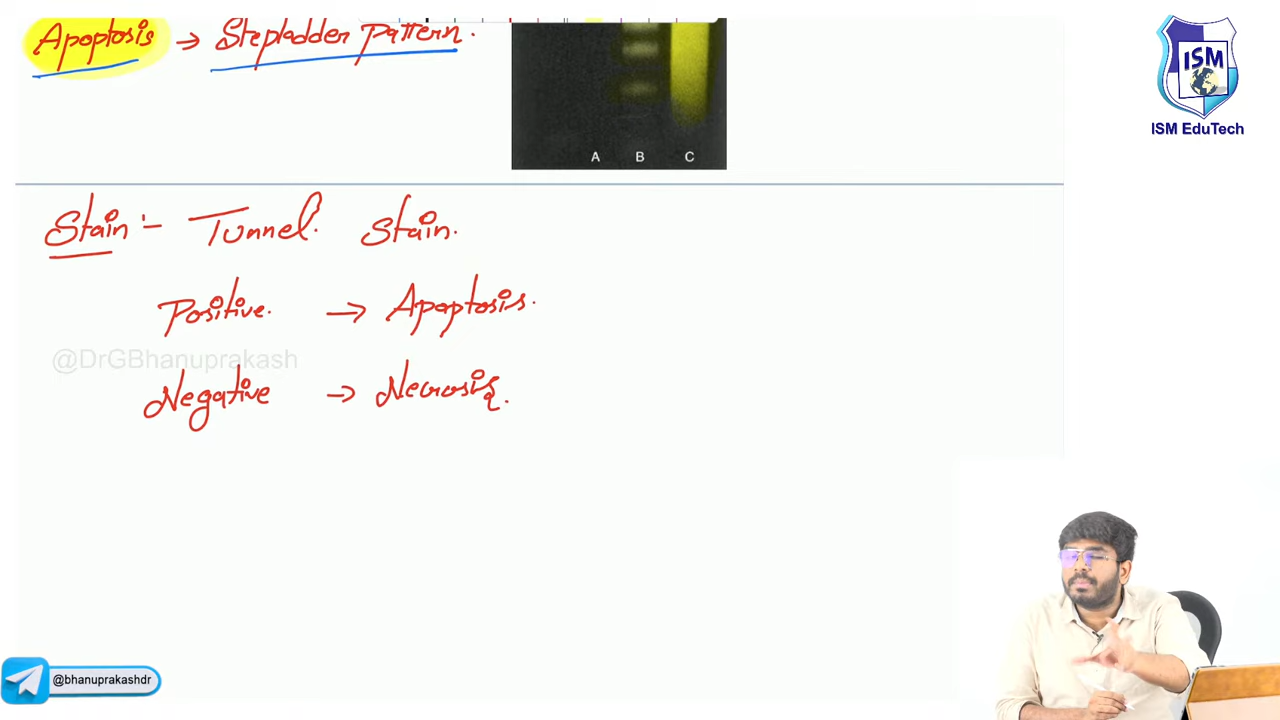 Apoptosis → Stepladder Pattern.
ISM
ISM EduTech
A B C
Stain :- Tunnel. Stain.
Positive. → Apoptosis.
@DrGBhanuprakash
Negative → Necrosis.
@bhanuprakashdr